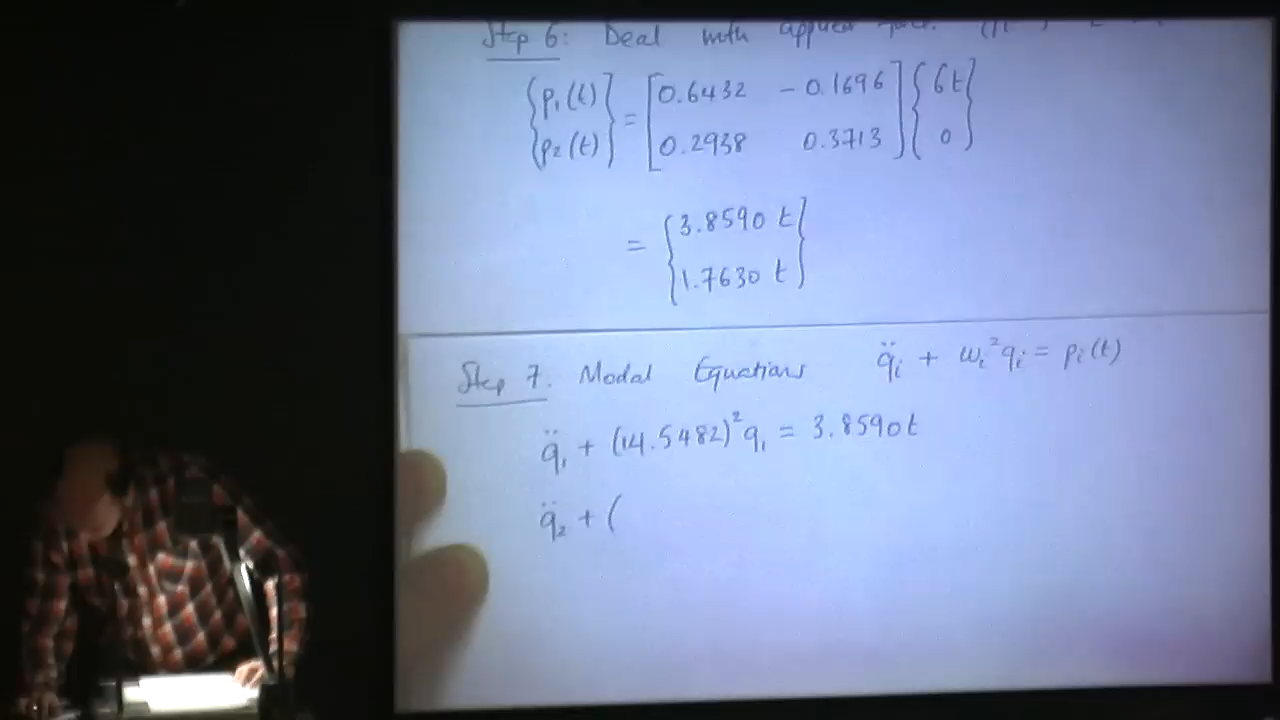 Step 6: Deal with applied
{p₁(t) p₂(t)} = [0.6432 -0.1696 0.2938 0.3713] {6t 0}
= {3.8590 t 1.7630 t}
Step 7. Modal Equations q̈ᵢ + ωᵢ²qᵢ = pᵢ(t)
q̈₁ + (14.5482)²q₁ = 3.8590t
q̈₂ + (